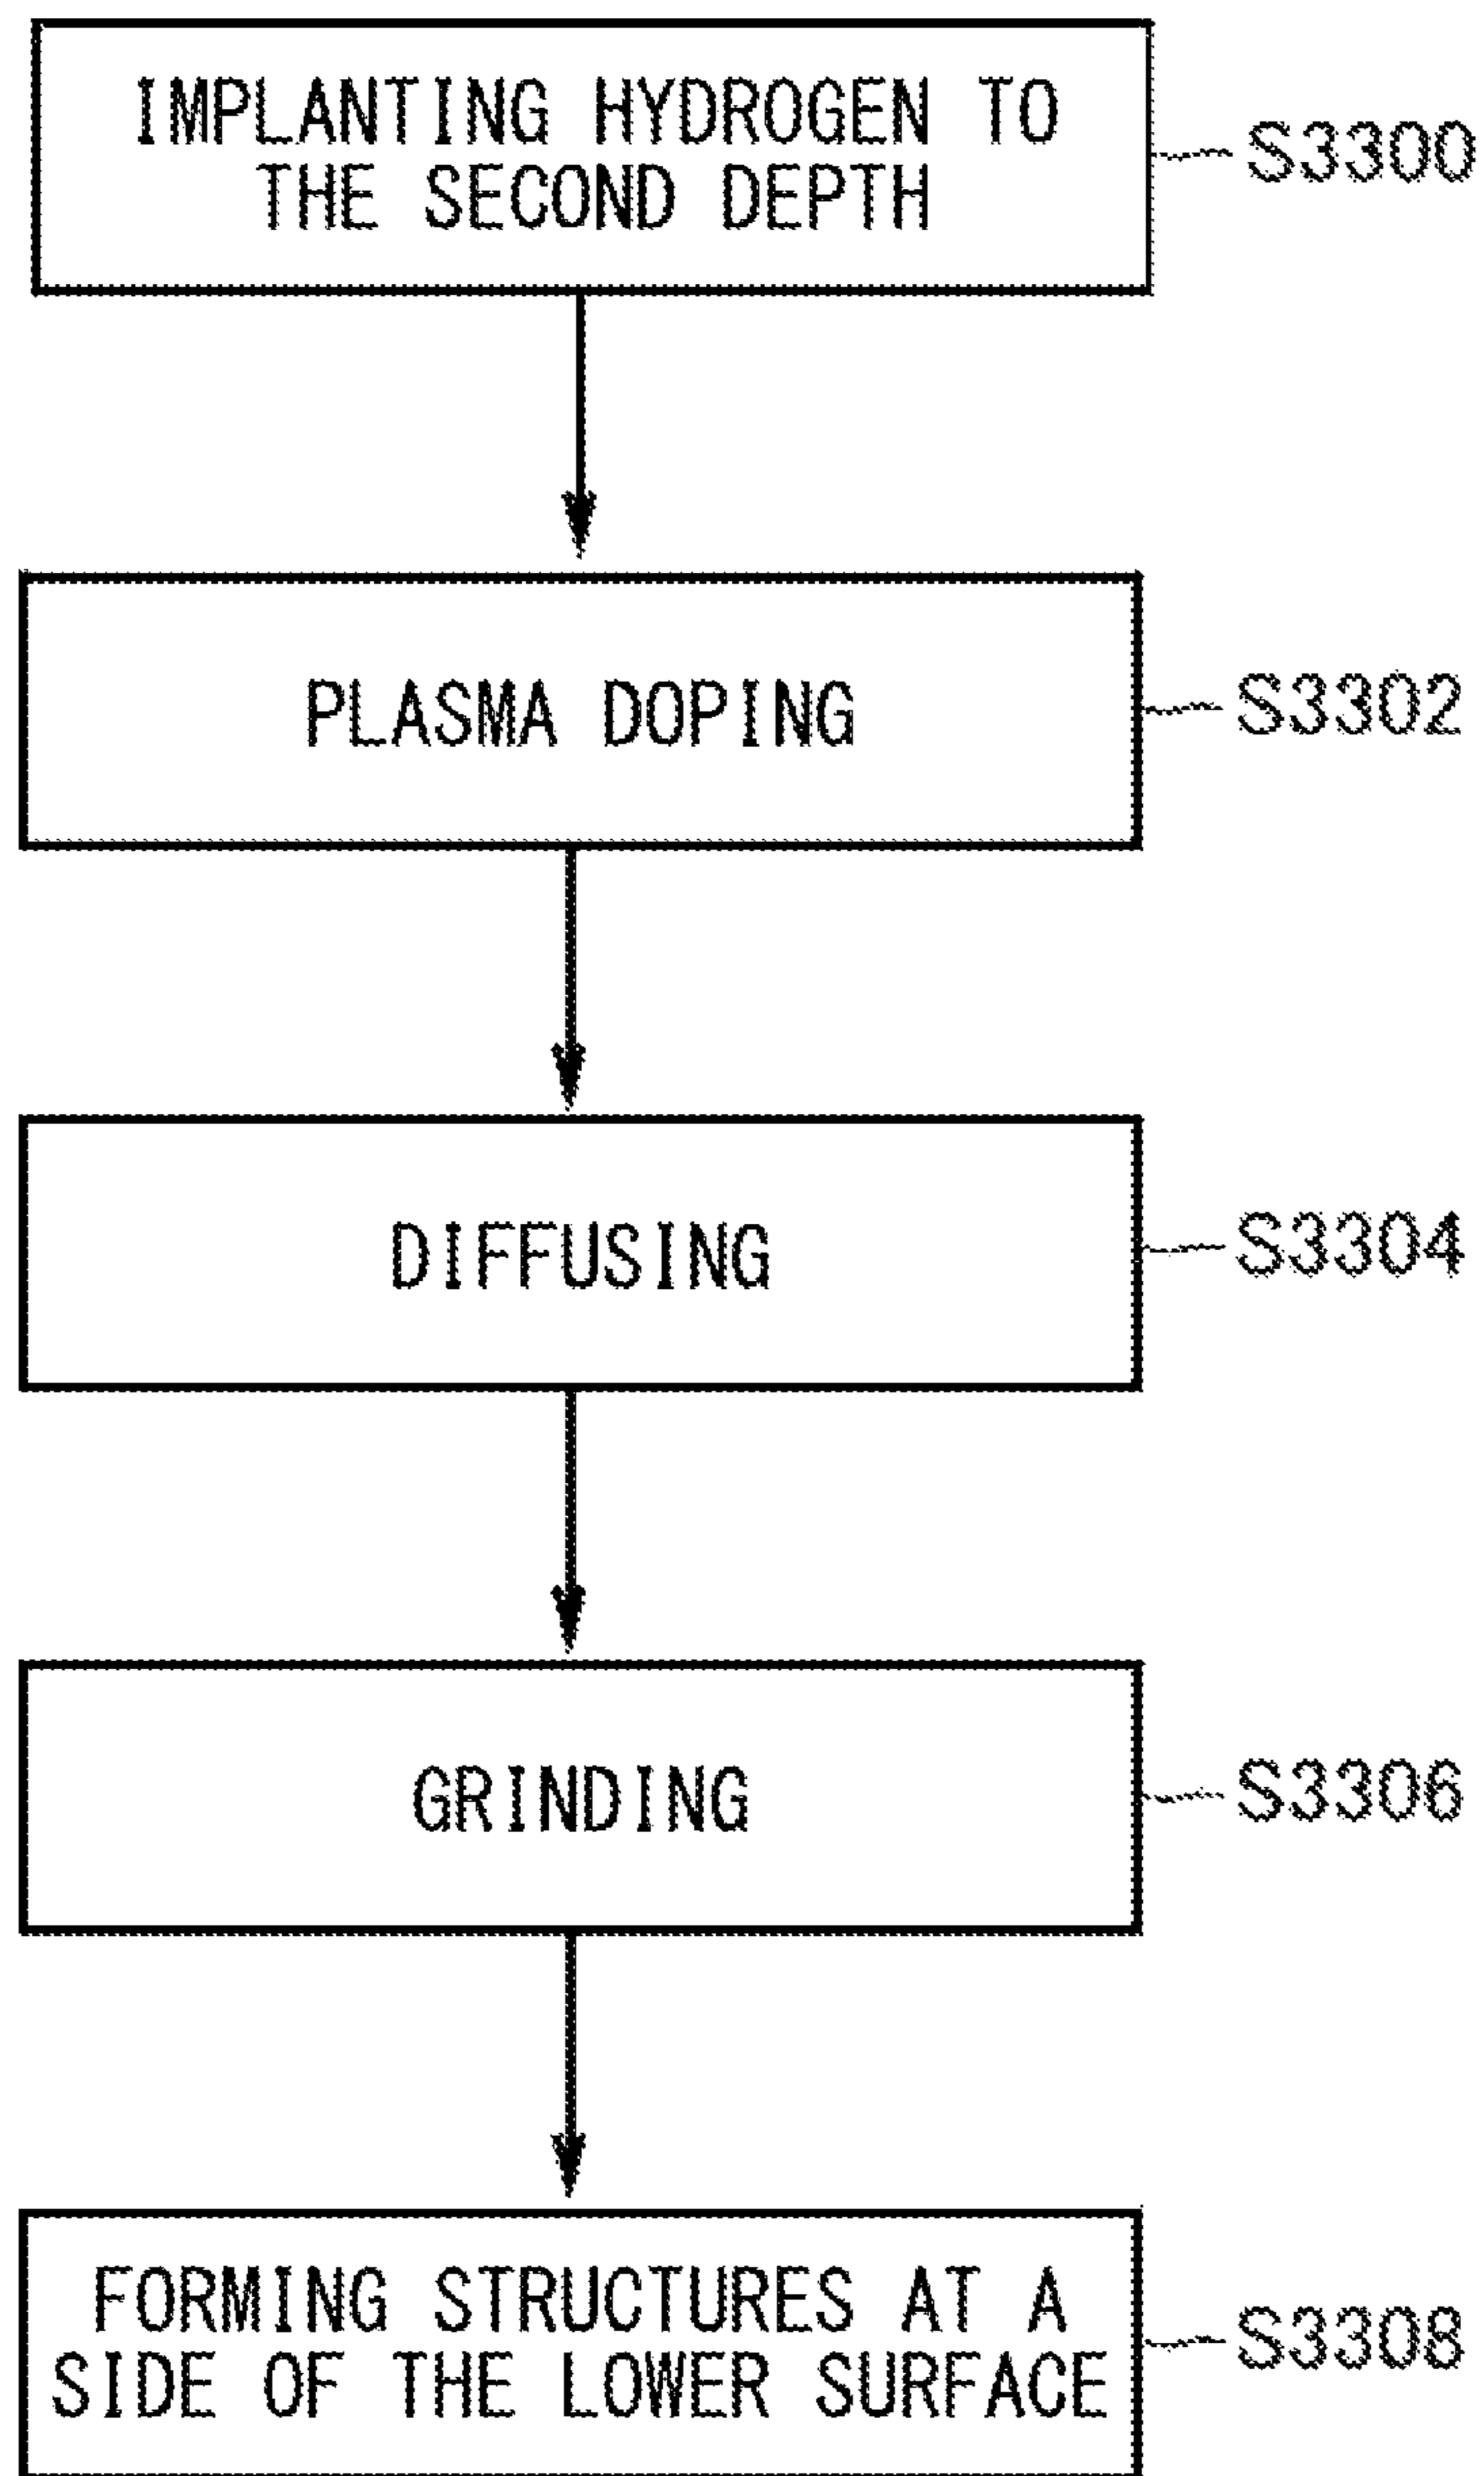 IMPLANTING HYDROGEN TO
THE SECOND DEPTH
S3300
PLASMA DOPING
S3302
DIFFUSING
S3304
GRINDING
S3306
FORMING STRUCTURES AT A
SIDE OF THE LOWER SURFACE
S3308